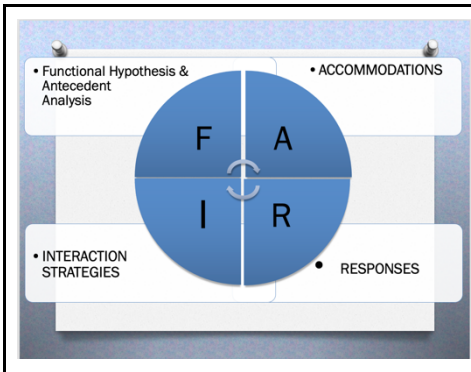 • Functional Hypothesis &
Antecedent
Analysis
• ACCOMMODATIONS
F
A
I
R
• INTERACTION
STRATEGIES
• RESPONSES